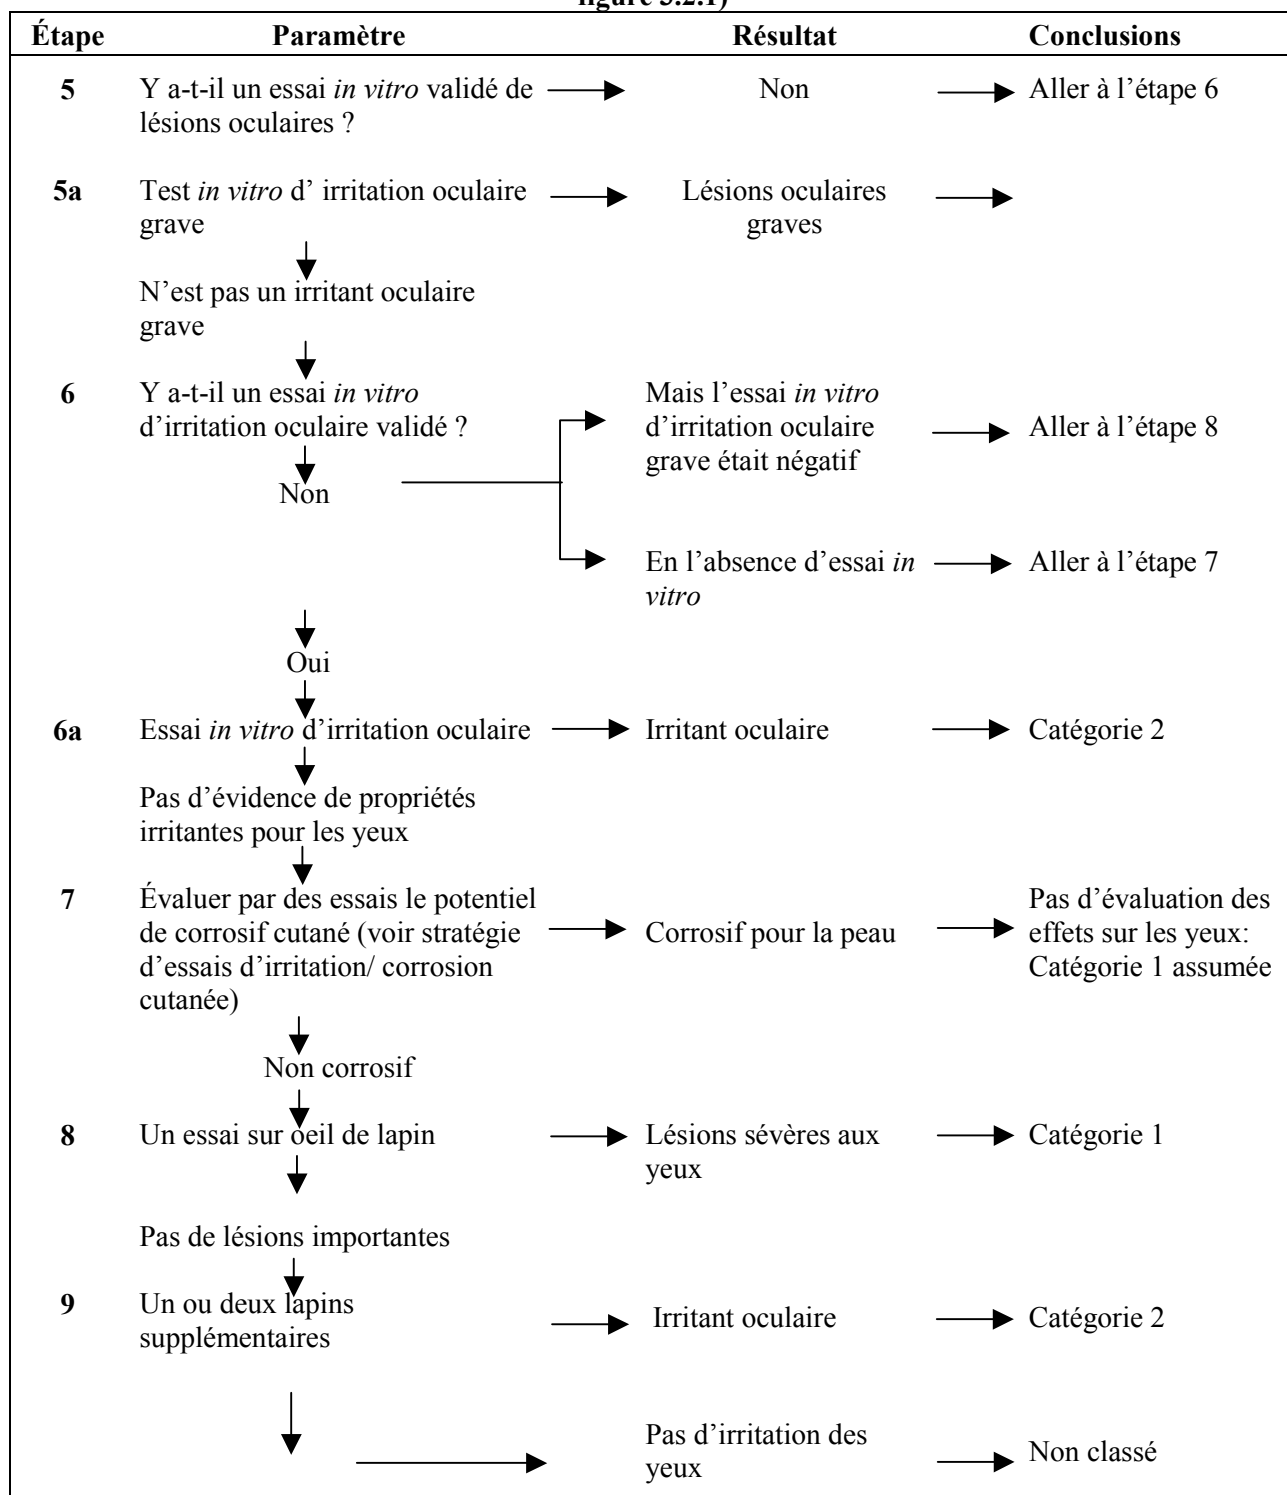 figure 3.2.1)
Étape Paramètre Résultat Conclusions
5 Y a-t-il un essai in vitro validé de Non Aller à l’étape 6
lésions oculaires ?
5a Test in vitro d’ irritation oculaire Lésions oculaires
grave graves
N’est pas un irritant oculaire
grave
6 Y a-t-il un essai in vitro Mais l’essai in vitro
d’irritation oculaire validé ? d’irritation oculaire Aller à l’étape 8
grave était négatif
Non
En l’absence d’essai in Aller à l’étape 7
vitro
Oui
6a Essai in vitro d’irritation oculaire Irritant oculaire Catégorie 2
Pas d’évidence de propriétés
irritantes pour les yeux
7 Évaluer par des essais le potentiel Pas d’évaluation des
de corrosif cutané (voir stratégie Corrosif pour la peau effets sur les yeux:
d’essais d’irritation/ corrosion Catégorie 1 assumée
cutanée)
Non corrosif
8 Un essai sur oeil de lapin Lésions sévères aux Catégorie 1
yeux
Pas de lésions importantes
9 Un ou deux lapins Irritant oculaire Catégorie 2
supplémentaires
Pas d’irritation des Non classé
yeux